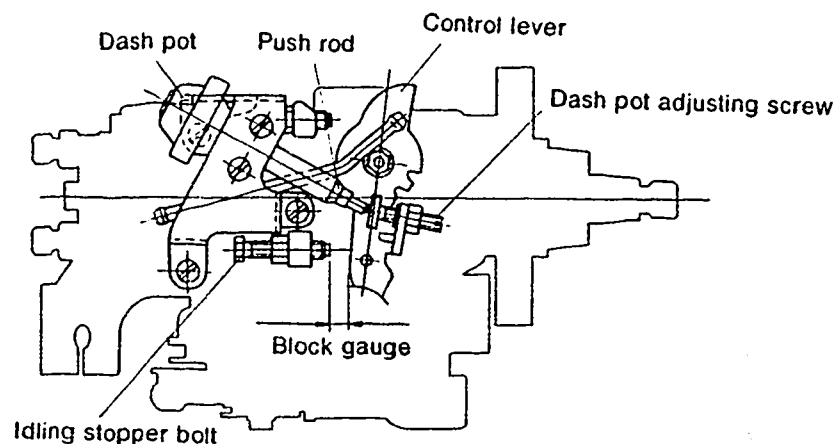 Control lever
Dash pot
Push rod
Dash pot adjusting screw
Block gauge
Idling stopper bolt